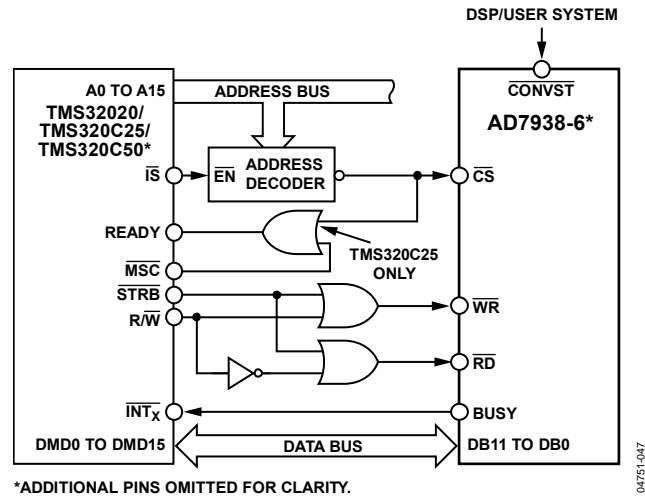 DSP/USER SYSTEM
A0 TO A15
ADDRESS BUS
CONVST
TMS32020/
TMS320C25/
TMS320C50*
AD7938-6*
IS
EN
ADDRESS
DECODER
CS
READY
TMS320C25
ONLY
MSC
STRB
R/W
WR
RD
INTX
BUSY
DMD0 TO DMD15
DATA BUS
DB11 TO DB0
*ADDITIONAL PINS OMITTED FOR CLARITY.
04751-047